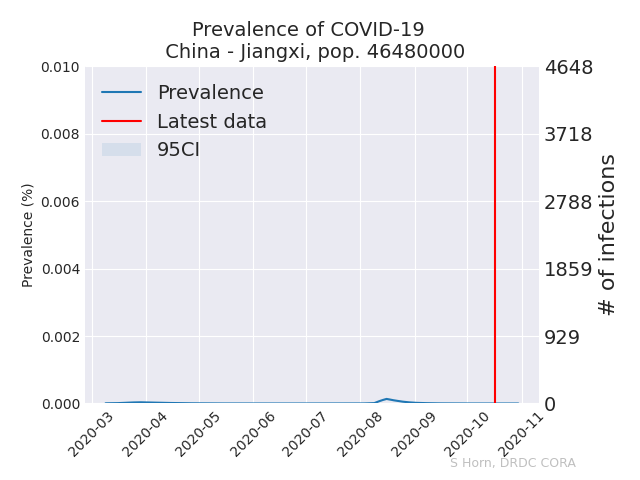 Prevalence of COVID-19
China - Jiangxi, pop. 46480000
Prevalence
Latest data
95CI
Prevalence (%)
0.010
0.008
0.006
0.004
0.002
0.000
4648
3718
2788
1859
929
0
# of infections
2020-03
2020-04
2020-05
2020-06
2020-07
2020-08
2020-09
2020-10
2020-11
S Horn, DRDC CORA